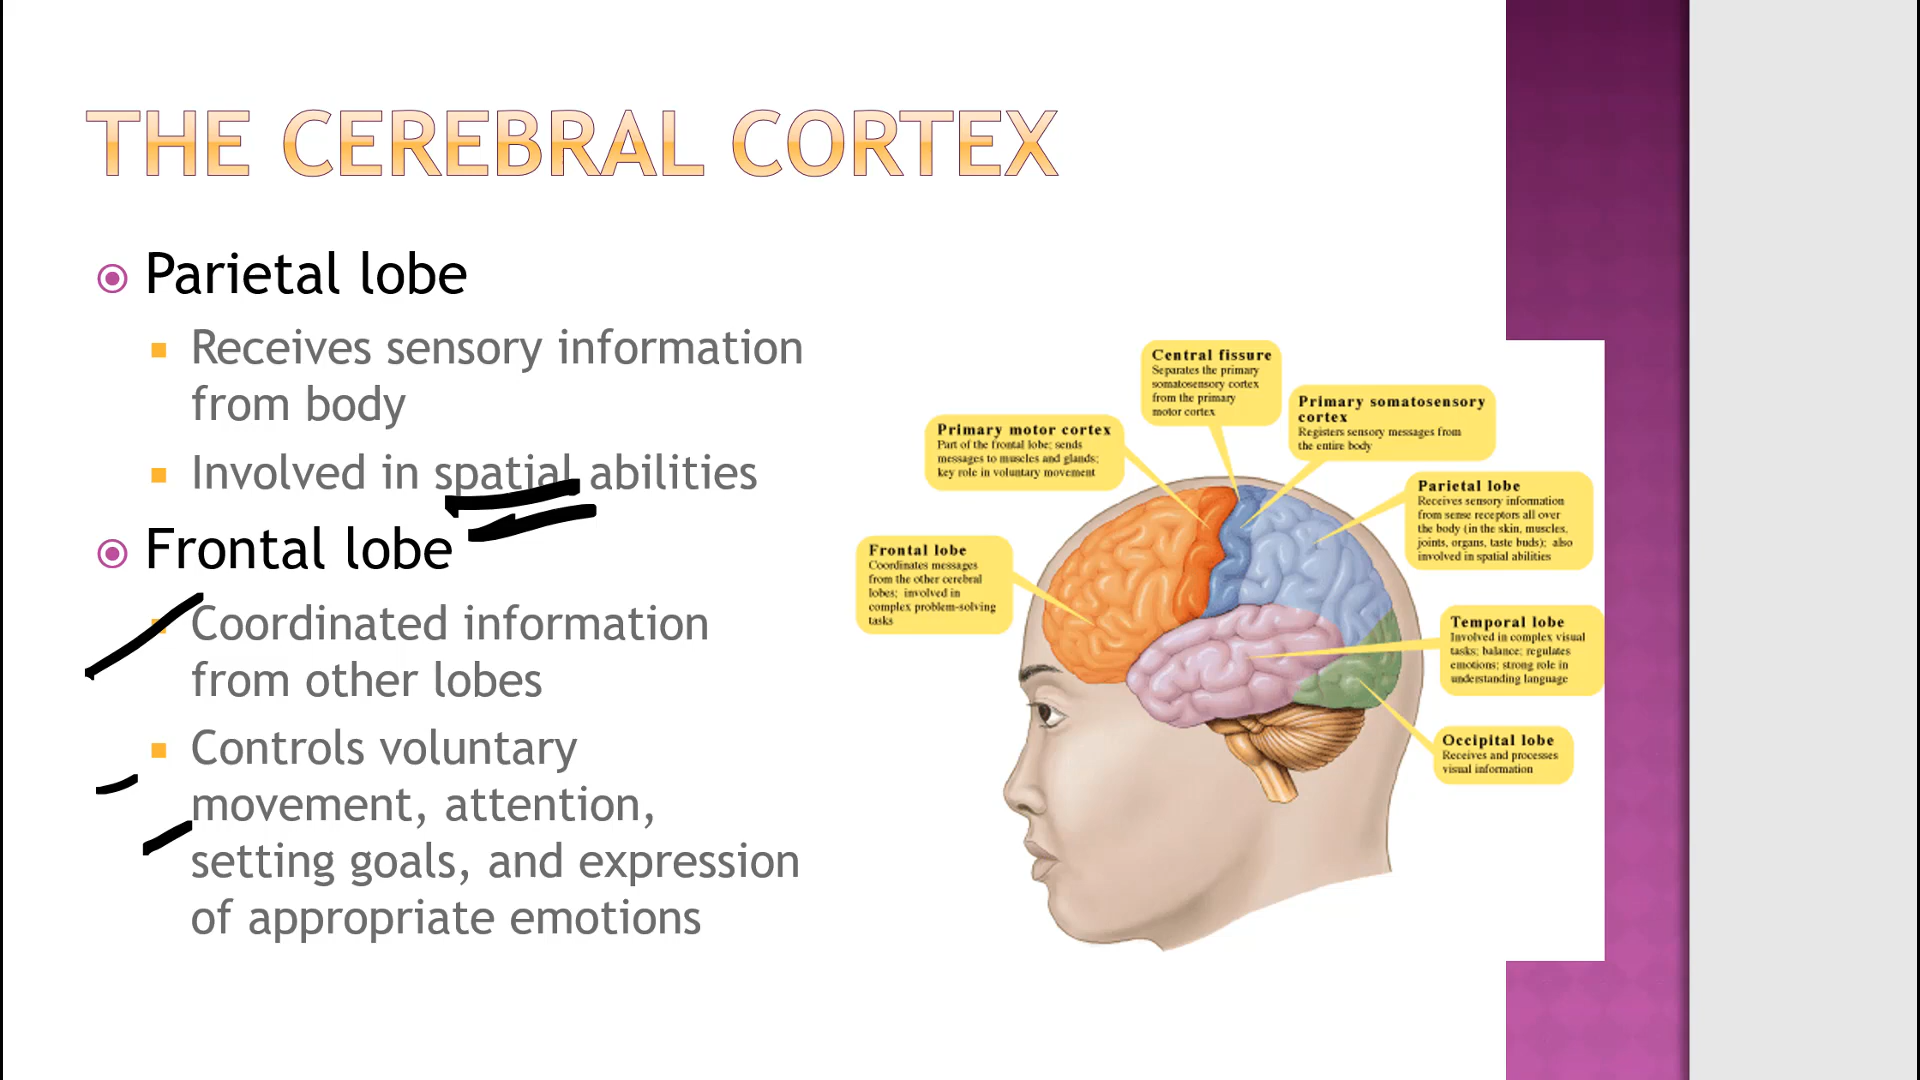 THE CEREBRAL CORTEX
Parietal lobe
Receives sensory information
from body
Involved in spatial abilities
Frontal lobe
Coordinated information
from other lobes
Controls voluntary
movement, attention,
setting goals, and expression
of appropriate emotions
Central fissure
Separates the primary
somatosensory cortex
from the primary
motor cortex
Primary somatosensory
cortex
Registers sensory messages from
the entire body
Primary motor cortex
Part of the frontal lobe; sends
messages to muscles and glands;
key role in voluntary movement
Parietal lobe
Receives sensory information
from sense receptors all over
the body (in the skin, muscles,
joints, organs, taste buds); also
involved in spatial abilities
Frontal lobe
Coordinates messages
from the other cerebral
lobes; involved in
complex problem-solving
tasks
Temporal lobe
Involved in complex visual
tasks; balance; regulates
emotions; strong role in
understanding language
Occipital lobe
Receives and processes
visual information